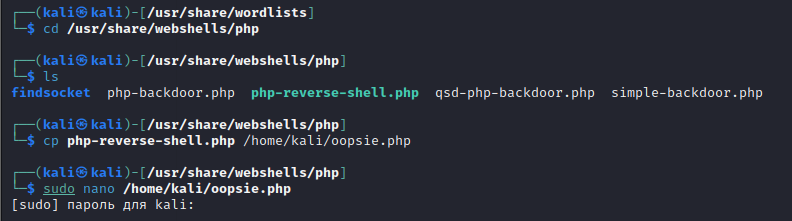 ┌──(kali㉿kali)-[/usr/share/wordlists]
└─$ cd /usr/share/webshells/php
┌──(kali㉿kali)-[/usr/share/webshells/php]
└─$ ls
findsocket  php-backdoor.php  php-reverse-shell.php  qsd-php-backdoor.php  simple-backdoor.php
┌──(kali㉿kali)-[/usr/share/webshells/php]
└─$ cp php-reverse-shell.php /home/kali/oopsie.php
┌──(kali㉿kali)-[/usr/share/webshells/php]
└─$ sudo nano /home/kali/oopsie.php
[sudo] пароль для kali: